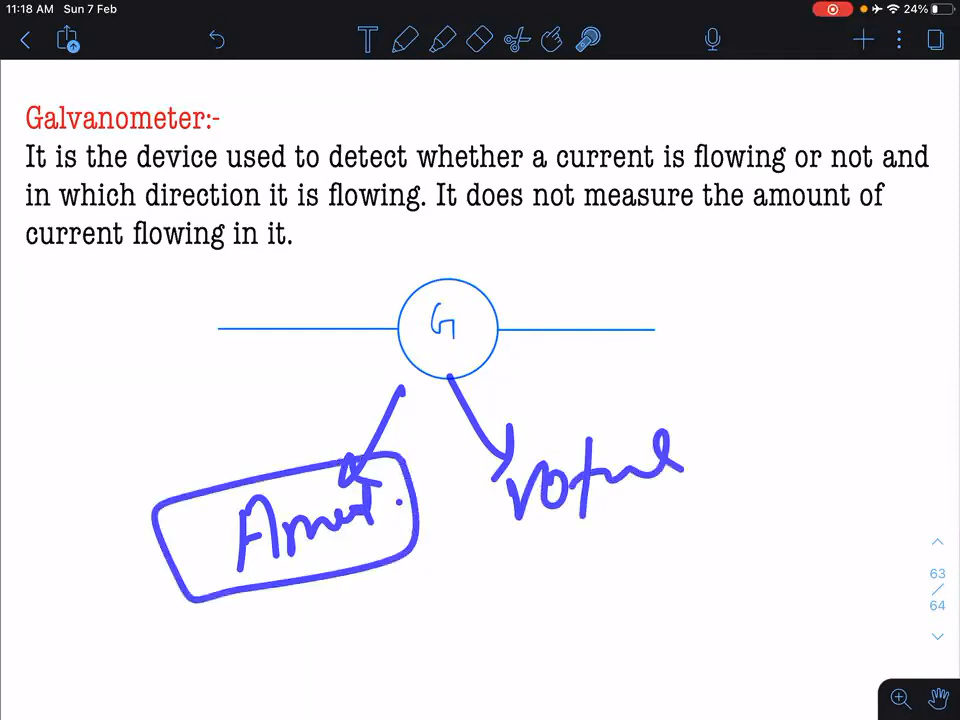 11:18 AM Sun 7 Feb
24%
Galvanometer:-
It is the device used to detect whether a current is flowing or not and
in which direction it is flowing. It does not measure the amount of
current flowing in it.
G
63
/
64